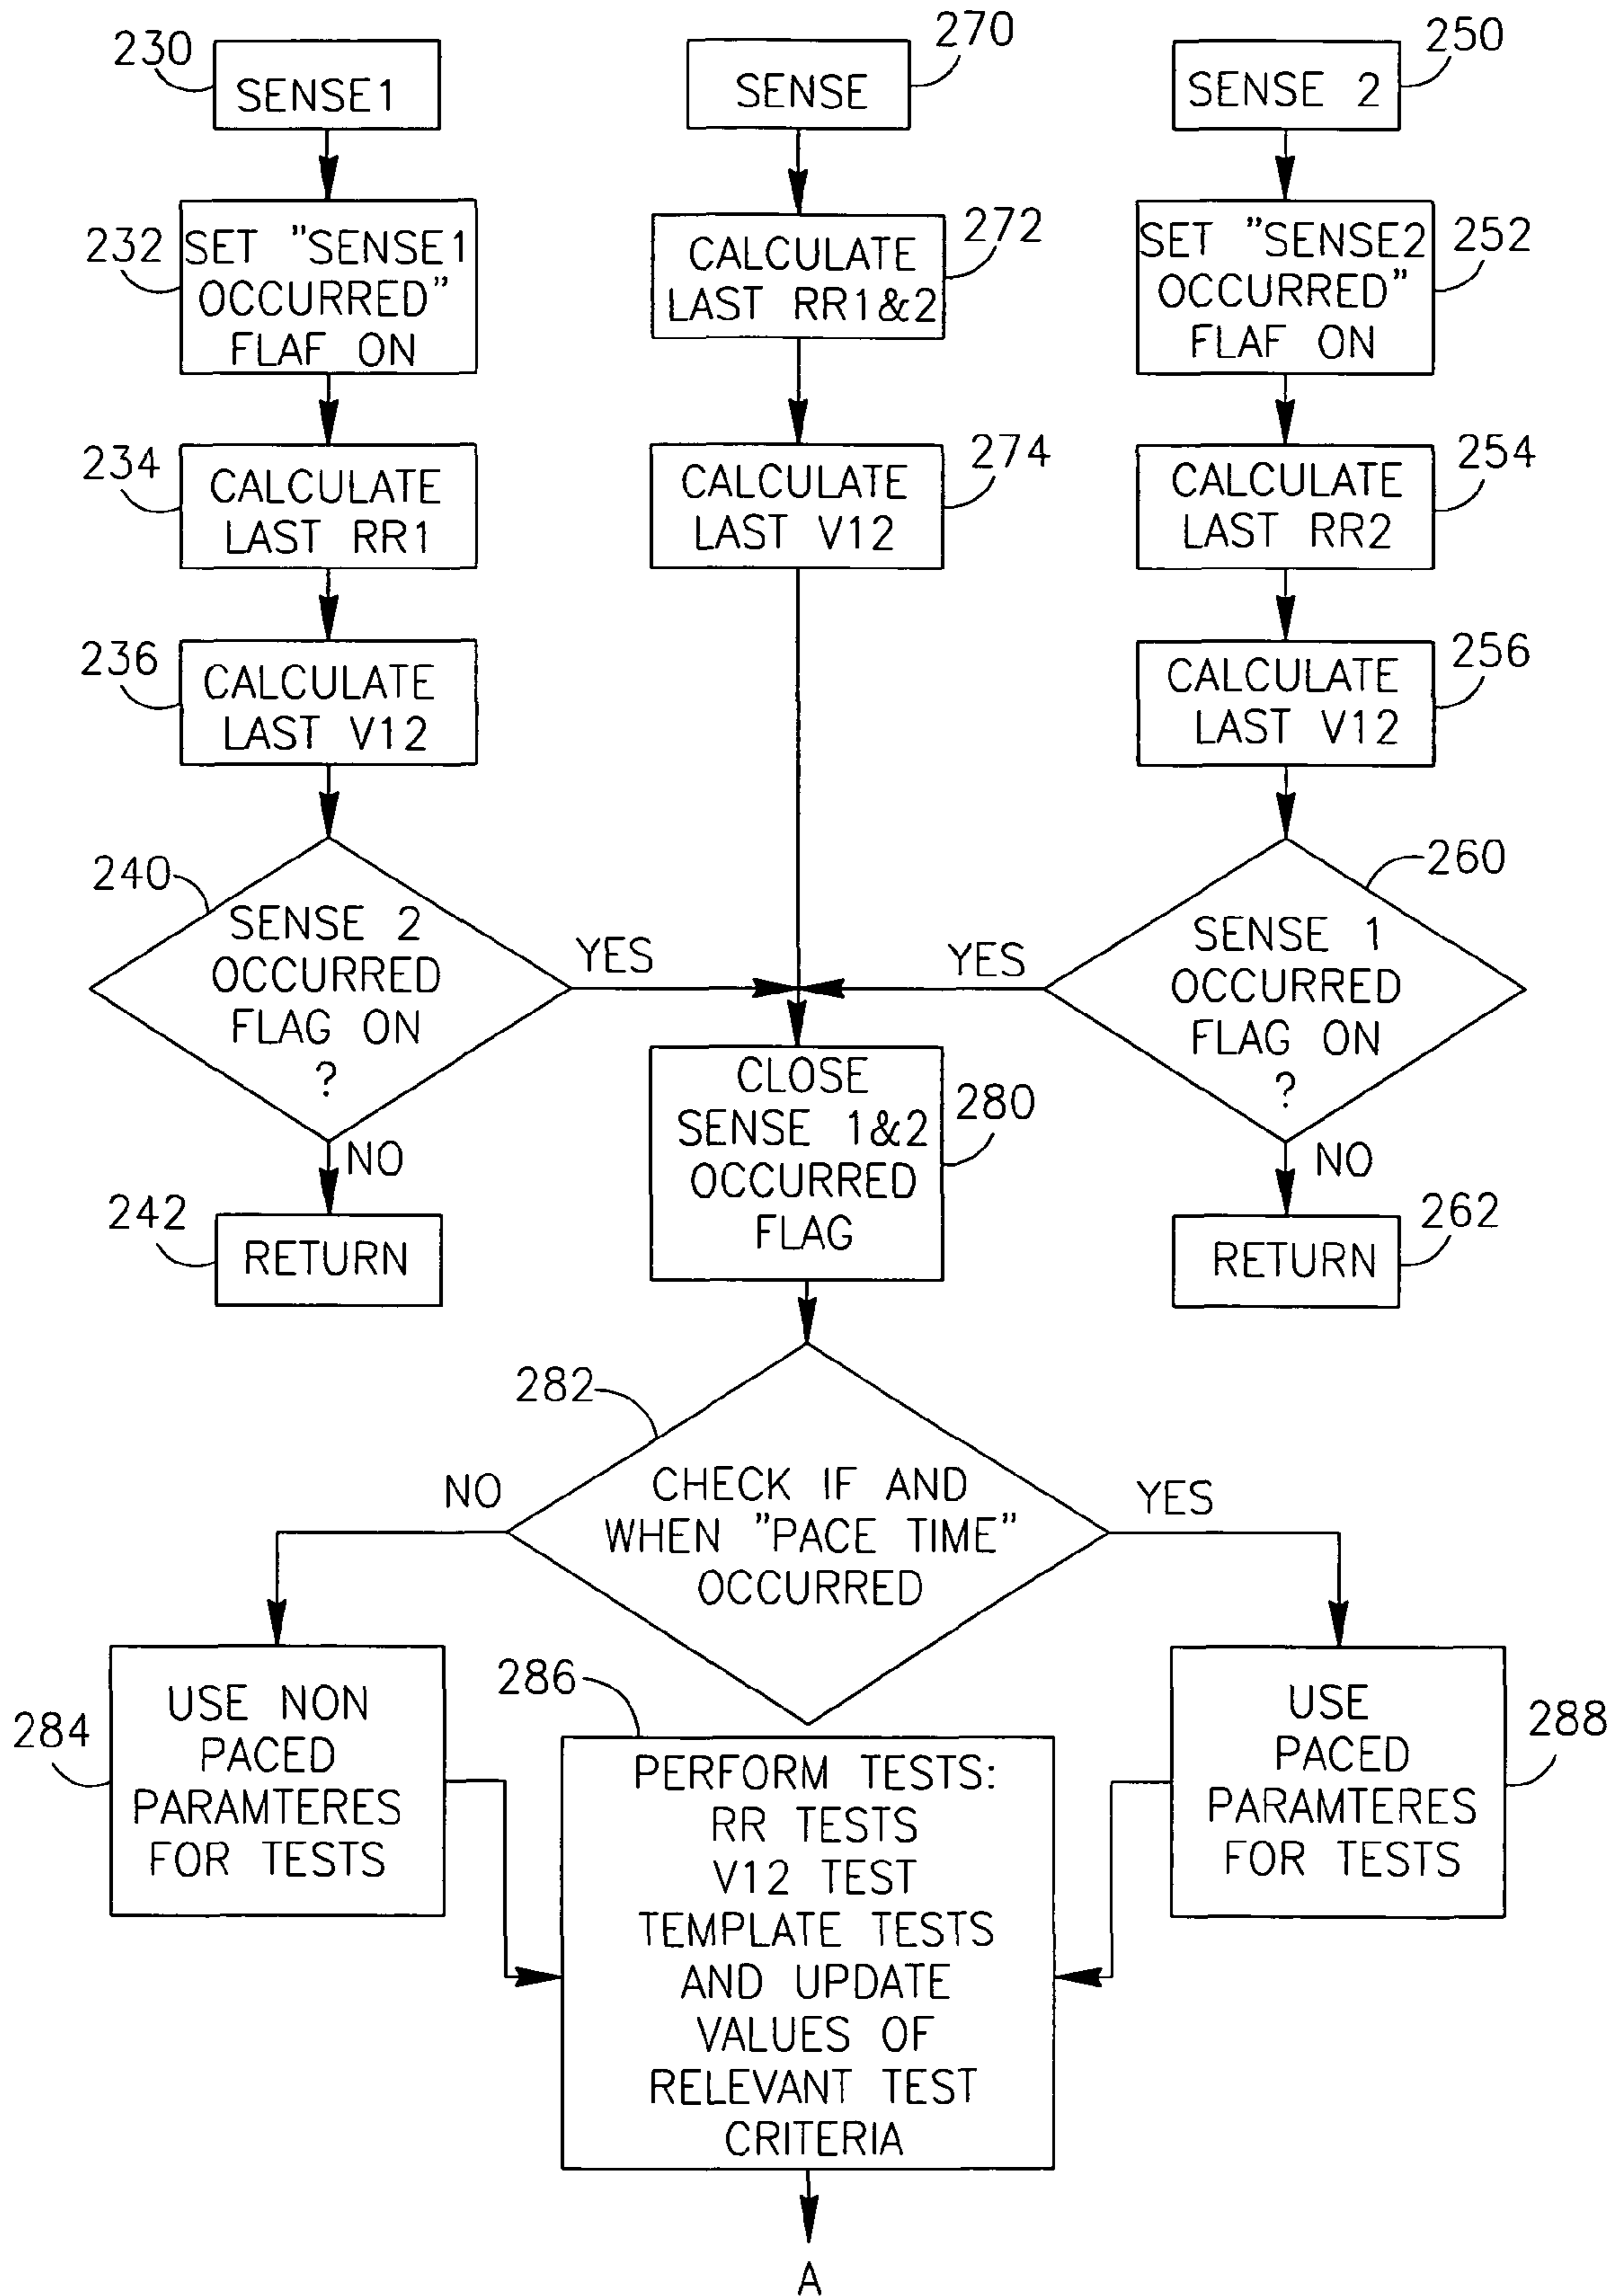 230
SENSE1
270
SENSE
250
SENSE 2
232
SET "SENSE1
OCCURRED"
FLAF ON
272
CALCULATE
LAST RR1&2
252
SET "SENSE2
OCCURRED"
FLAF ON
234
CALCULATE
LAST RR1
274
CALCULATE
LAST V12
254
CALCULATE
LAST RR2
236
CALCULATE
LAST V12
256
CALCULATE
LAST V12
240
SENSE 2
OCCURRED
FLAG ON
?
YES
NO
242
RETURN
260
SENSE 1
OCCURRED
FLAG ON
?
YES
NO
262
RETURN
280
CLOSE
SENSE 1&2
OCCURRED
FLAG
282
CHECK IF AND
WHEN "PACE TIME"
OCCURRED
NO
YES
284
USE NON
PACED
PARAMTERES
FOR TESTS
286
PERFORM TESTS:
RR TESTS
V12 TEST
TEMPLATE TESTS
AND UPDATE
VALUES OF
RELEVANT TEST
CRITERIA
288
USE
PACED
PARAMTERES
FOR TESTS
A